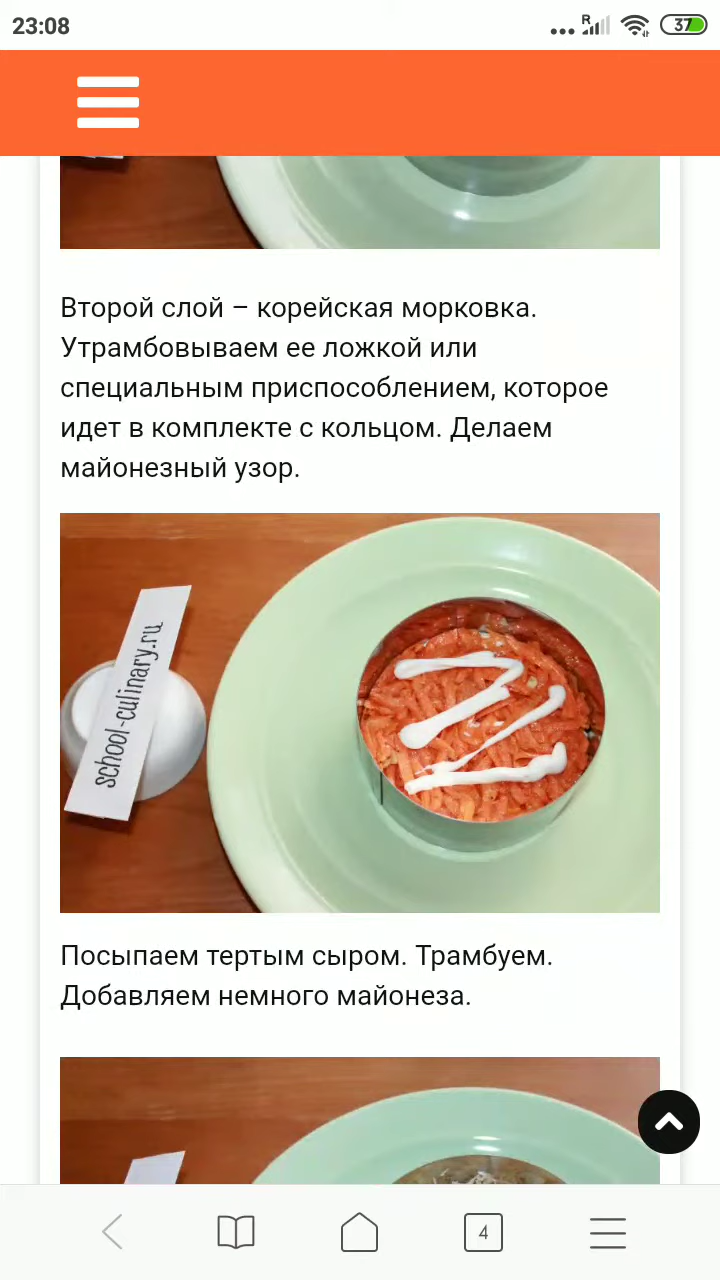 23:08
R
37
Второй слой – корейская морковка.
Утрамбовываем ее ложкой или
специальным приспособлением, которое
идет в комплекте с кольцом. Делаем
майонезный узор.
school-culinary.ru
Посыпаем тертым сыром. Трамбуем.
Добавляем немного майонеза.
4